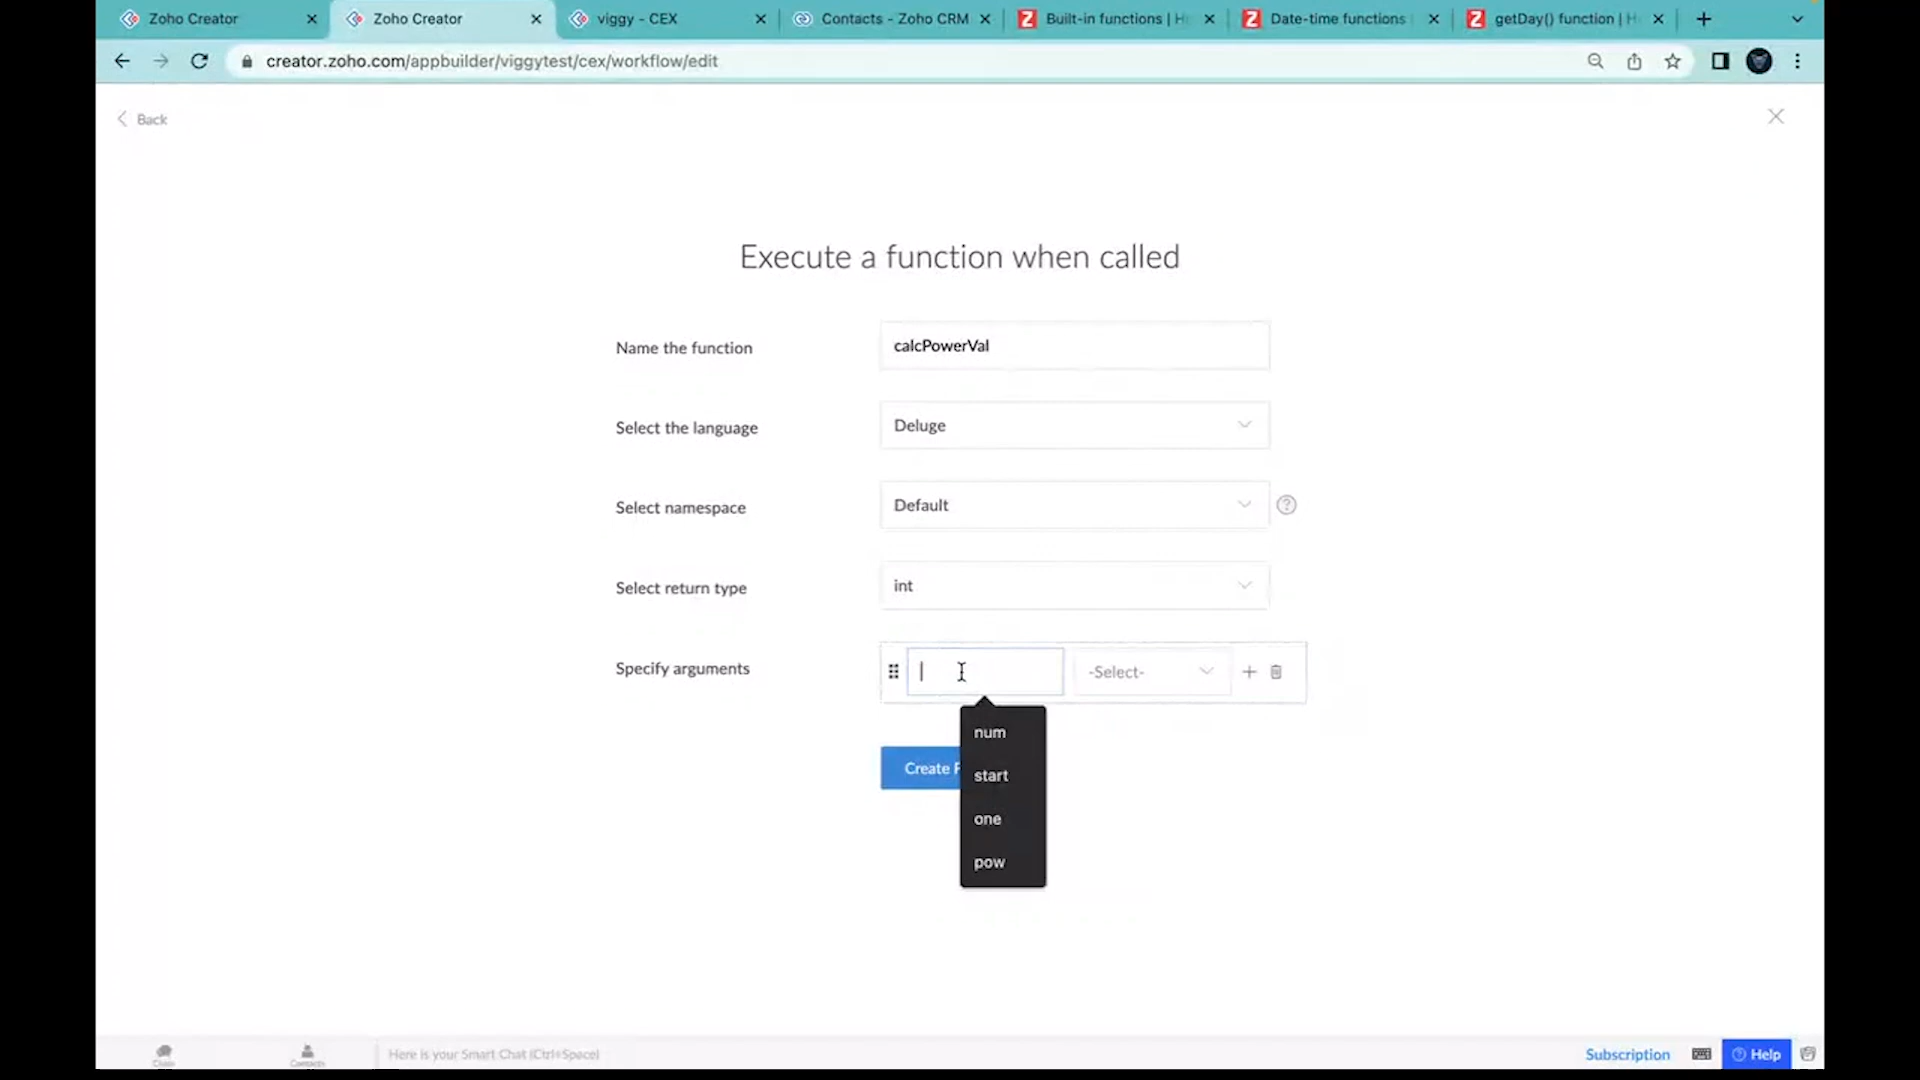 Zoho Creator
Zoho Creator
viggy - CEX
Contacts - Zoho CRM
Built-in functions | H
Date-time functions
getDay() function | H
creator.zoho.com/appbuilder/viggytest/cex/workflow/edit
Back
Execute a function when called
Name the function
calcPowerVal
Select the language
Deluge
Select namespace
Default
Select return type
int
Specify arguments
-Select-
num
start
one
pow
Create F
Chats
Contacts
Here is your Smart Chat (Ctrl+Space)
Subscription
Help